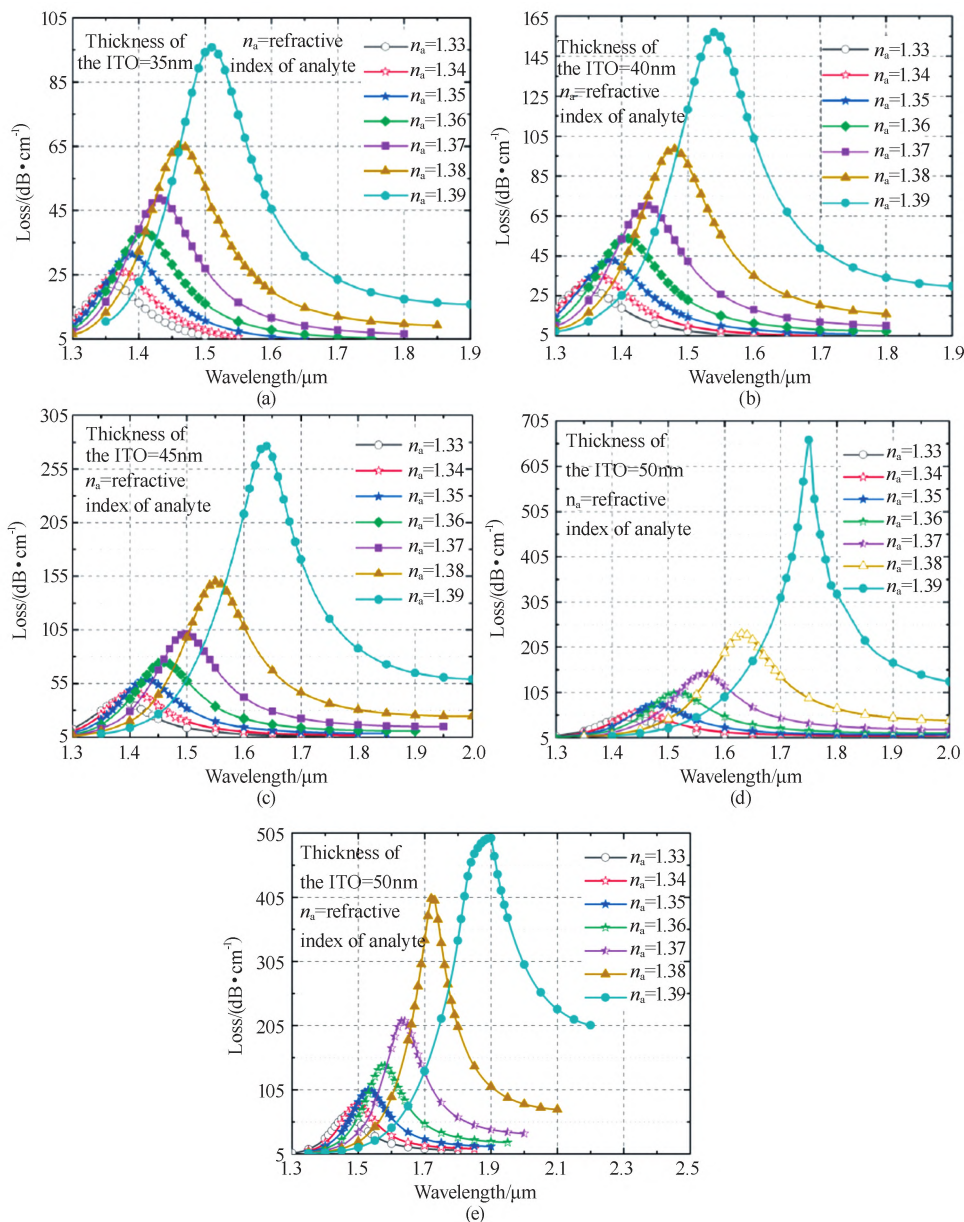 Thickness of
the ITO=35nm
nₐ=refractive
index of analyte
nₐ=1.33
nₐ=1.34
nₐ=1.35
nₐ=1.36
nₐ=1.37
nₐ=1.38
nₐ=1.39
Loss/(dB•cm⁻¹)
105
85
65
45
25
5
1.3 1.4 1.5 1.6 1.7 1.8 1.9
Wavelength/μm
(a)
Thickness of
the ITO=40nm
nₐ=refractive
index of analyte
nₐ=1.33
nₐ=1.34
nₐ=1.35
nₐ=1.36
nₐ=1.37
nₐ=1.38
nₐ=1.39
Loss/(dB•cm⁻¹)
165
145
125
105
85
65
45
25
5
1.3 1.4 1.5 1.6 1.7 1.8 1.9
Wavelength/μm
(b)
Thickness of
the ITO=45nm
nₐ=refractive
index of analyte
nₐ=1.33
nₐ=1.34
nₐ=1.35
nₐ=1.36
nₐ=1.37
nₐ=1.38
nₐ=1.39
Loss/(dB•cm⁻¹)
305
255
205
155
105
55
5
1.3 1.4 1.5 1.6 1.7 1.8 1.9 2.0
Wavelength/μm
(c)
Thickness of
the ITO=50nm
nₐ=refractive
index of analyte
nₐ=1.33
nₐ=1.34
nₐ=1.35
nₐ=1.36
nₐ=1.37
nₐ=1.38
nₐ=1.39
Loss/(dB•cm⁻¹)
705
605
505
405
305
205
105
5
1.3 1.4 1.5 1.6 1.7 1.8 1.9 2.0
Wavelength/μm
(d)
Thickness of
the ITO=50nm
nₐ=refractive
index of analyte
nₐ=1.33
nₐ=1.34
nₐ=1.35
nₐ=1.36
nₐ=1.37
nₐ=1.38
nₐ=1.39
Loss/(dB•cm⁻¹)
505
405
305
205
105
5
1.3 1.5 1.7 1.9 2.1 2.3 2.5
Wavelength/μm
(e)